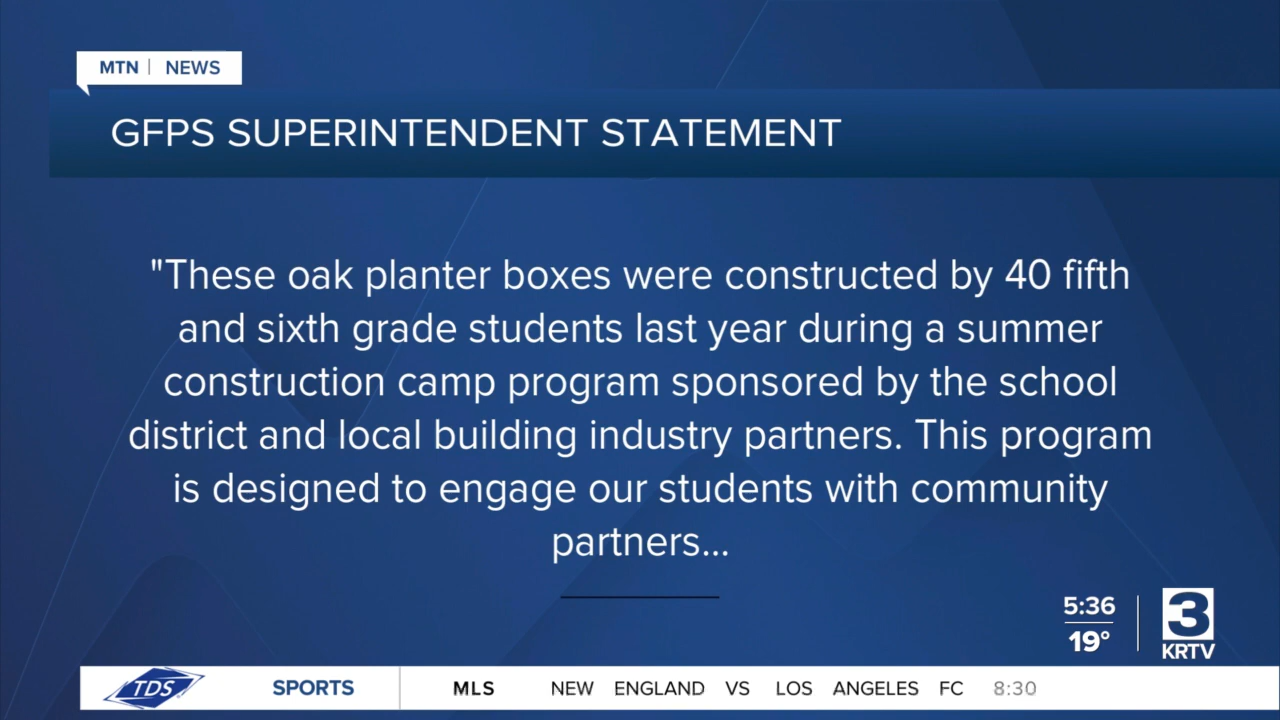 MTN | NEWS
GFPS SUPERINTENDENT STATEMENT
"These oak planter boxes were constructed by 40 fifth
and sixth grade students last year during a summer
construction camp program sponsored by the school
district and local building industry partners. This program
is designed to engage our students with community
partners...
5:36
19°
3
KRTV
TDS SPORTS MLS NEW ENGLAND VS LOS ANGELES FC 8:30